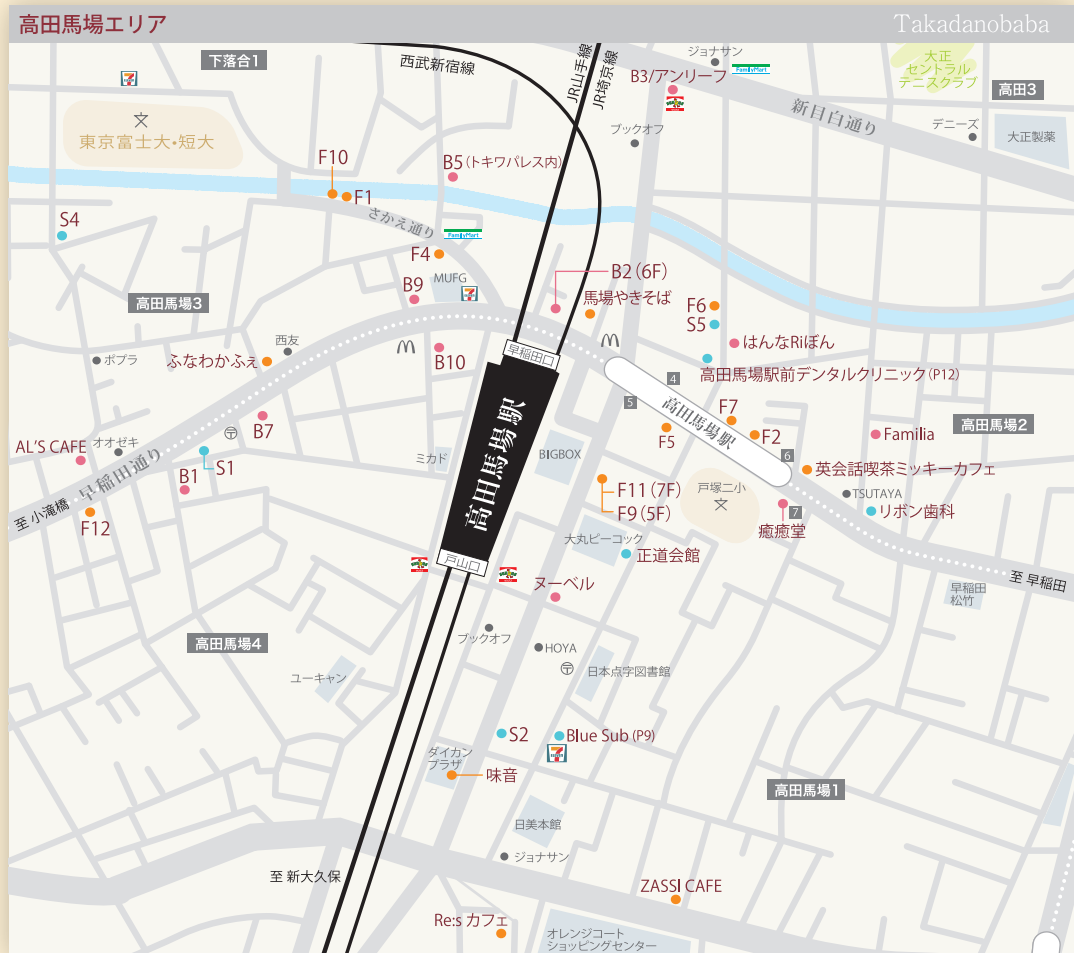 高田馬場エリア
Takadanobaba
下落合1
西武新宿線
JR山手線
JR埼京線
ジョナサン
FamilyMart
B3/アンリーフ
大正
セントラル
テニスクラブ
高田3
新目白通り
デニーズ
大正製薬
ブックオフ
7
文
東京富士大・短大
F10
F1
B5(トキワパレス内)
さかえ通り
S4
FamilyMart
F4
MUFG
7
B9
B2(6F)
馬場やきそば
F6
S5
高田馬場3
はんなRiぼん
西友
ポプラ
ふなわかふぇ
B10
早稲田口
高田馬場駅前デンタルクリニック(P12)
4
5
高田馬場駅
F7
F2
F5
6
高田馬場2
Familia
B7
〒
オオゼキ
AL'S CAFE
S1
B1
早稲田通り
至 小滝橋
F12
ミカド
高田馬場駅
BIGBOX
F11(7F)
F9(5F)
戸塚二小
文
英会話喫茶ミッキーカフェ
TSUTAYA
リボン歯科
7
癒癒堂
大丸ピーコック
正道会館
戸山口
ヌーベル
至 早稲田
早稲田
松竹
高田馬場4
ブックオフ
HOYA
〒
日本点字図書館
ユーキャン
S2
Blue Sub (P9)
7
ダイカン
プラザ
味音
高田馬場1
日美本館
ジョナサン
至 新大久保
ZASSI CAFE
Re:s カフェ
オレンジコート
ショッピングセンター